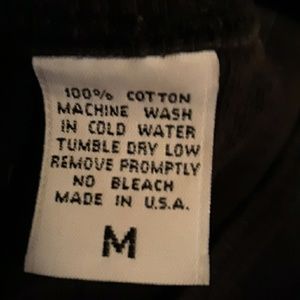 100% COTTON
MACHINE WASH
IN COLD WATER
TUMBLE DRY LOW
REMOVE PROMPTLY
NO BLEACH
MADE IN U.S.A.
M